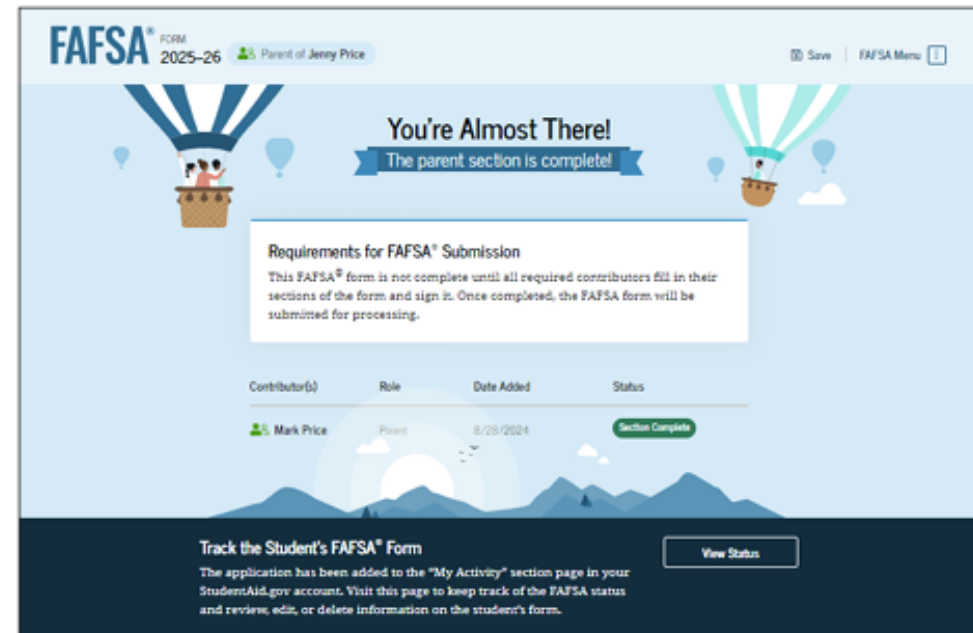 FAFSA® FORM 2025–26 Parent of Jenny Price Save FAFSA Menu
You're Almost There!
The parent section is complete!
Requirements for FAFSA® Submission
This FAFSA® form is not complete until all required contributors fill in their
sections of the form and sign it. Once completed, the FAFSA form will be
submitted for processing.
Contributor(s) Role Date Added Status
Mark Price Parent 8/28/2024 Section Complete
Track the Student's FAFSA® Form
View Status
The application has been added to the "My Activity" section page in your
StudentAid.gov account. Visit this page to keep track of the FAFSA status
and review, edit, or delete information on the student's form.